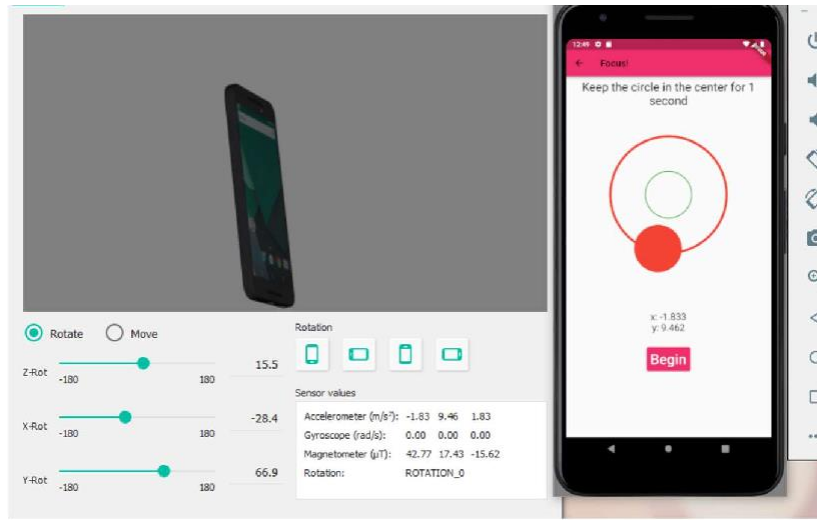 12:49
Focus!
Keep the circle in the center for 1
second
x: -1.833
y: 9.462
Begin
Rotate
Move
Z-Rot
-180
180
15.5
X-Rot
-180
180
-28.4
Y-Rot
-180
180
66.9
Rotation
Sensor values
Accelerometer (m/s²): -1.83 9.46 1.83
Gyroscope (rad/s): 0.00 0.00 0.00
Magnetometer (μT): 42.77 17.43 -15.62
Rotation: ROTATION_0